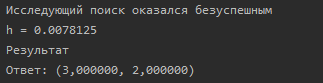 Исследующий поиск оказался безуспешным
h = 0.0078125
Результат
Ответ: (3,000000, 2,000000)